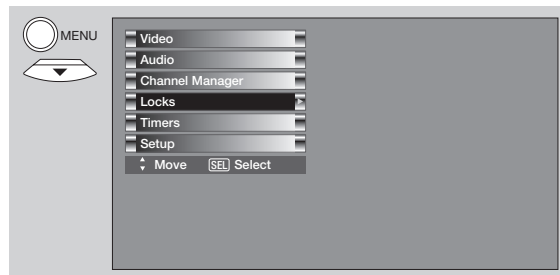 MENU
Video
Audio
Channel Manager
Locks
Timers
Setup
Move SEL Select